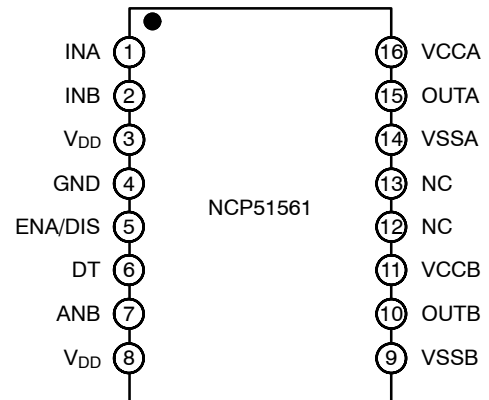 INA 1 16 VCCA
INB 2 15 OUTA
VDD 3 14 VSSA
GND 4 13 NC
NCP51561
ENA/DIS 5 12 NC
DT 6 11 VCCB
ANB 7 10 OUTB
VDD 8 9 VSSB